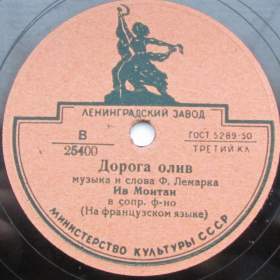 ЛЕНИНГРАДСКИЙ ЗАВОД
В
25400
ГОСТ 5289-50
ТРЕТИЙ КЛ
Дорога олив
музыка и слова Ф. Лемарка
Ив Монтан
в сопр. ф-но
(На французском языке)
МИНИСТЕРСТВО КУЛЬТУРЫ СССР